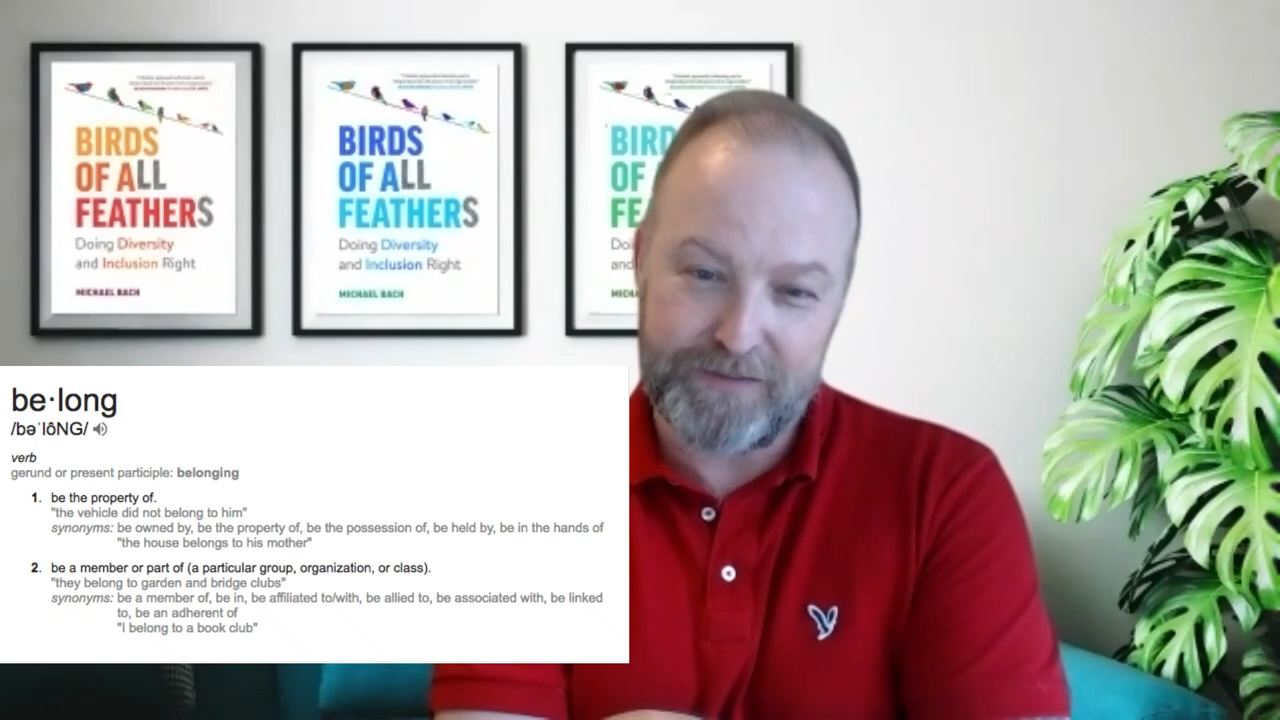 BIRDS
OF ALL
FEATHERS
Doing Diversity
and Inclusion Right
MICHAEL BACH
BIRDS
OF ALL
FEATHERS
Doing Diversity
and Inclusion Right
MICHAEL BACH
BIRD
OF
FEA
Doi
and
MICHA
be·long
/bəˈlôNG/
verb
gerund or present participle: belonging
1. be the property of.
"the vehicle did not belong to him"
synonyms: be owned by, be the property of, be the possession of, be held by, be in the hands of
"the house belongs to his mother"
2. be a member or part of (a particular group, organization, or class).
"they belong to garden and bridge clubs"
synonyms: be a member of, be in, be affiliated to/with, be allied to, be associated with, be linked
to, be an adherent of
"I belong to a book club"